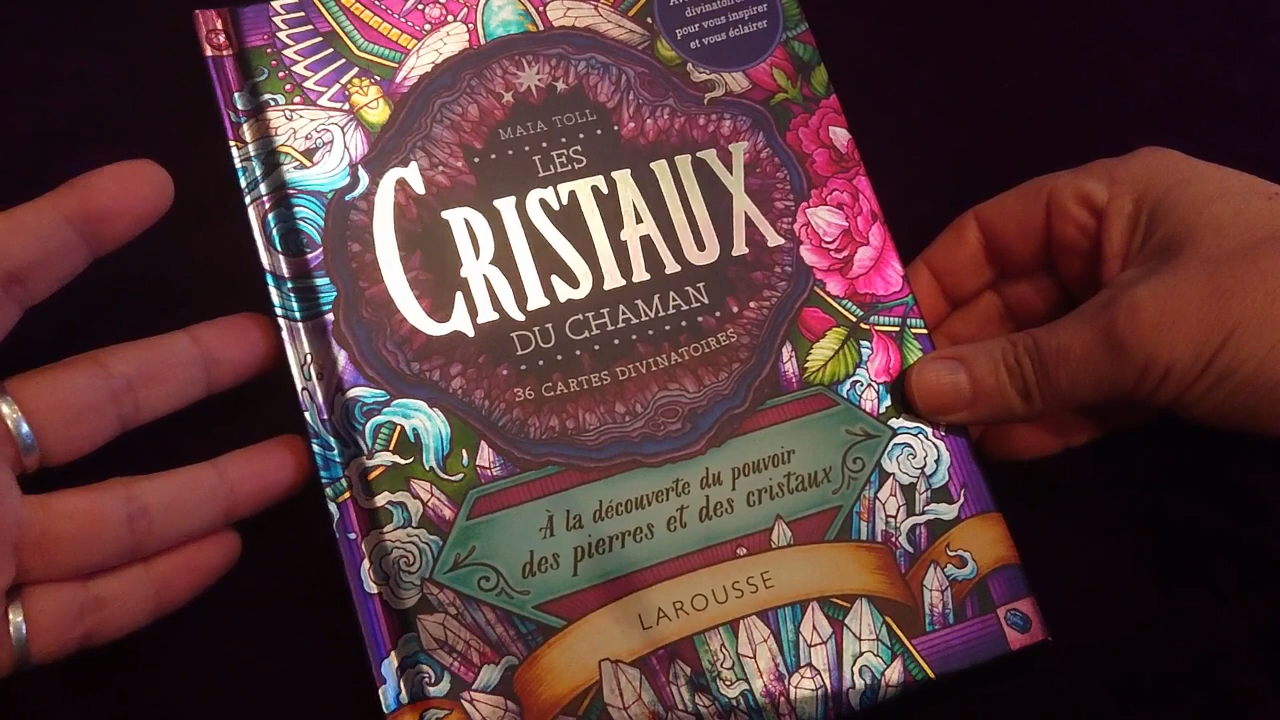 divinatoires
pour vous inspirer
et vous éclairer
MAIA TOLL
LES
CRISTAUX
DU CHAMAN
36 CARTES DIVINATOIRES
À la découverte du pouvoir
des pierres et des cristaux
LAROUSSE